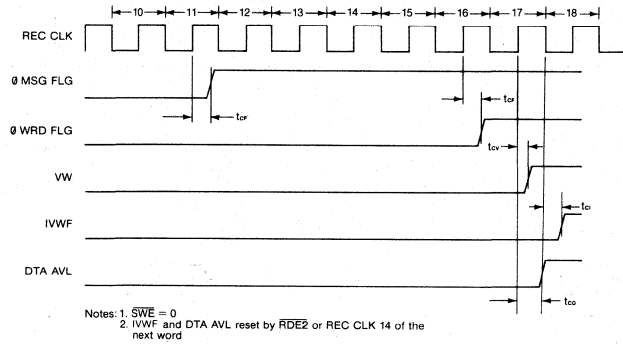 10 11 12 13 14 15 16 17 18
REC CLK
Ø MSG FLG
tCF
tCF
Ø WRD FLG
tCV
VW
tCI
IVWF
DTA AVL
tCQ
Notes: 1. SWE = 0
2. IVWF and DTA AVL reset by RDE2 or REC CLK 14 of the
next word